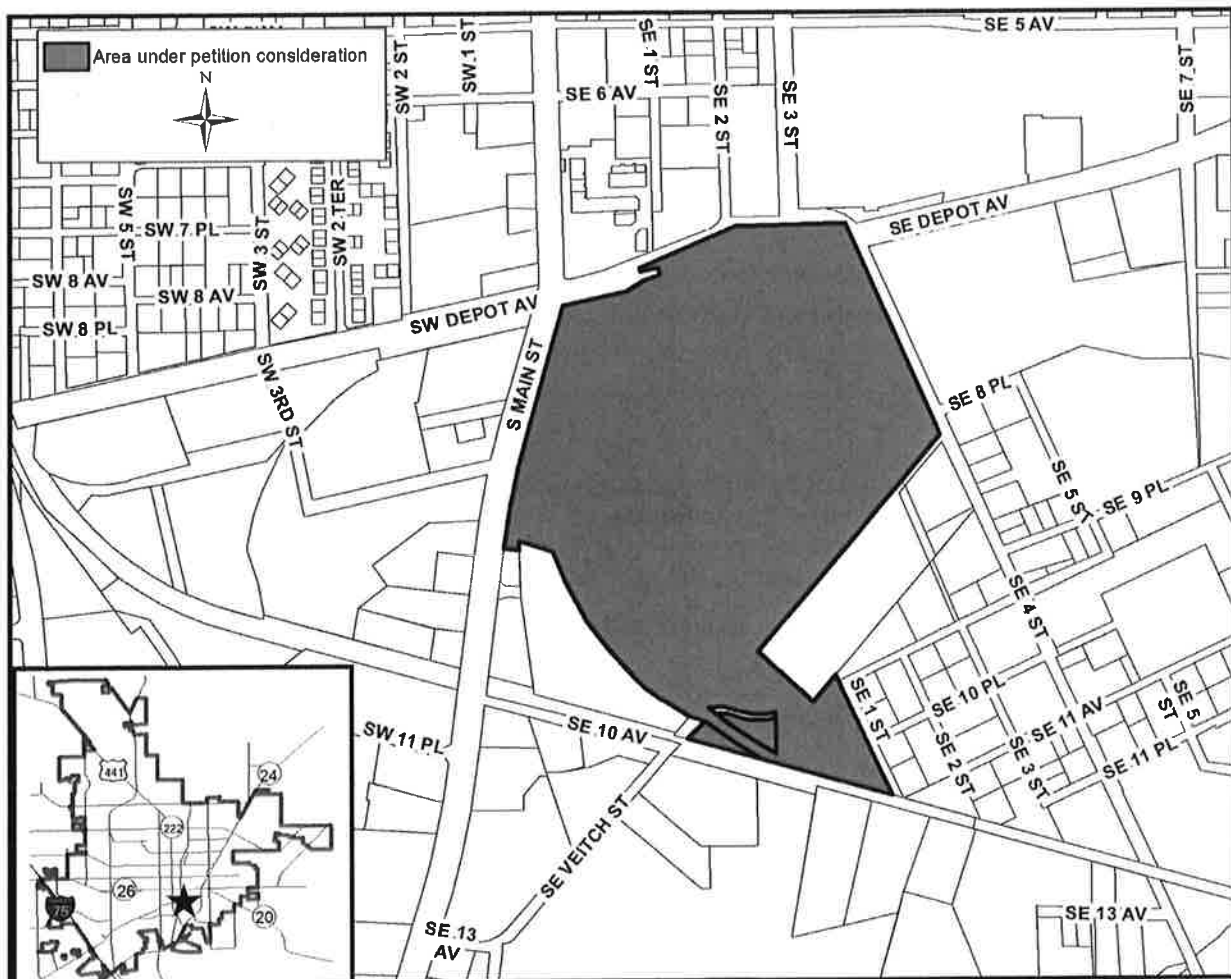 Area under petition consideration
N
SW 2 ST
SW 1 ST
SE 1 ST
SE 5 AV
SE 6 AV
SE 2 ST
SE 3 ST
SE 7 ST
SW 5 ST
SW 7 PL
SW 3 ST
SW 2 TER
SE DEPOT AV
SW 8 AV
SW 8 AV
SW 8 PL
SW DEPOT AV
SW 3RD ST
S MAIN ST
SE 8 PL
SE 5 ST
SE 9 PL
SE 4 ST
SE 1 ST
SE 10 PL
SE 2 ST
SE 3 ST
SE 11 AV
SE 5 ST
SE 11 PL
SW 11 PL
SE 10 AV
SE VEITCH ST
SE 13 AV
SE 13 AV
441
24
222
26
75
20